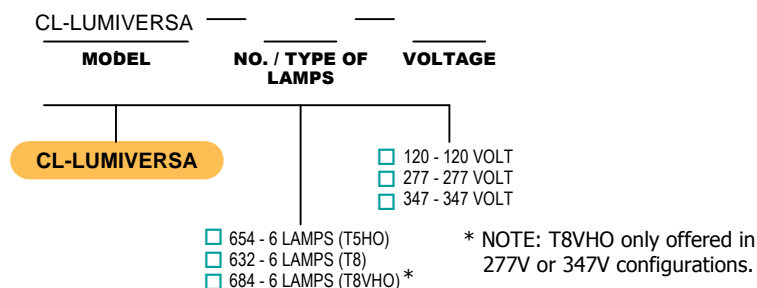 CL-LUMIVERSA — —
MODEL
NO. / TYPE OF
LAMPS
VOLTAGE
CL-LUMIVERSA
120 - 120 VOLT
277 - 277 VOLT
347 - 347 VOLT
654 - 6 LAMPS (T5HO)
632 - 6 LAMPS (T8)
684 - 6 LAMPS (T8VHO) *
* NOTE: T8VHO only offered in
277V or 347V configurations.